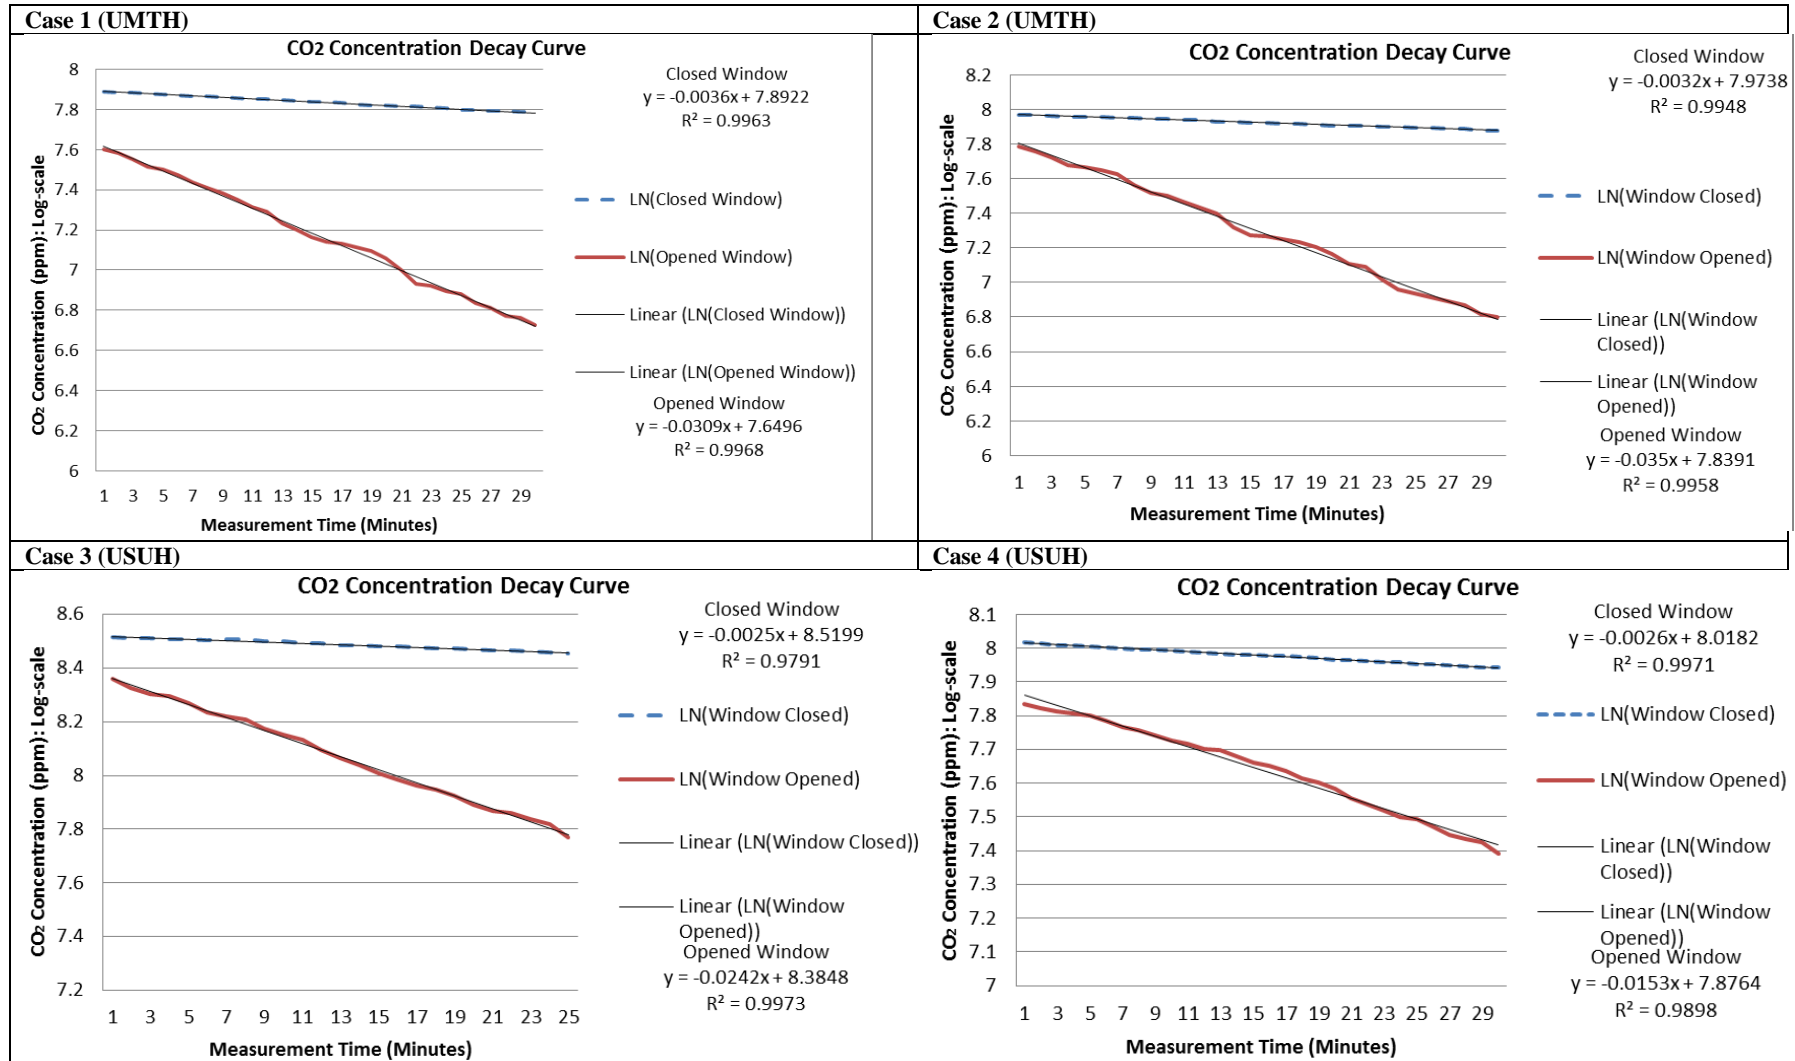 Case 1 (UMTH)
CO2 Concentration Decay Curve
CO₂ Concentration (ppm): Log-scale
8
7.8
7.6
7.4
7.2
7
6.8
6.6
6.4
6.2
6
1 3 5 7 9 11 13 15 17 19 21 23 25 27 29
Measurement Time (Minutes)
Closed Window
y = -0.0036x + 7.8922
R² = 0.9963
LN(Closed Window)
LN(Opened Window)
Linear (LN(Closed Window))
Linear (LN(Opened Window))
Opened Window
y = -0.0309x + 7.6496
R² = 0.9968
Case 2 (UMTH)
CO2 Concentration Decay Curve
CO₂ Concentration (ppm): Log-scale
8.2
8
7.8
7.6
7.4
7.2
7
6.8
6.6
6.4
6.2
6
1 3 5 7 9 11 13 15 17 19 21 23 25 27 29
Measurement Time (Minutes)
Closed Window
y = -0.0032x + 7.9738
R² = 0.9948
LN(Window Closed)
LN(Window Opened)
Linear (LN(Window
Closed))
Linear (LN(Window
Opened))
Opened Window
y = -0.035x + 7.8391
R² = 0.9958
Case 3 (USUH)
CO2 Concentration Decay Curve
CO₂ Concentration (ppm): Log-scale
8.6
8.4
8.2
8
7.8
7.6
7.4
7.2
1 3 5 7 9 11 13 15 17 19 21 23 25
Measurement Time (Minutes)
Closed Window
y = -0.0025x + 8.5199
R² = 0.9791
LN(Window Closed)
LN(Window Opened)
Linear (LN(Window Closed))
Linear (LN(Window
Opened))
Opened Window
y = -0.0242x + 8.3848
R² = 0.9973
Case 4 (USUH)
CO2 Concentration Decay Curve
CO₂ Concentration (ppm): Log-scale
8.1
8
7.9
7.8
7.7
7.6
7.5
7.4
7.3
7.2
7.1
7
1 3 5 7 9 11 13 15 17 19 21 23 25 27 29
Measurement Time (Minutes)
Closed Window
y = -0.0026x + 8.0182
R² = 0.9971
LN(Window Closed)
LN(Window Opened)
Linear (LN(Window
Closed))
Linear (LN(Window
Opened))
Opened Window
y = -0.0153x + 7.8764
R² = 0.9898